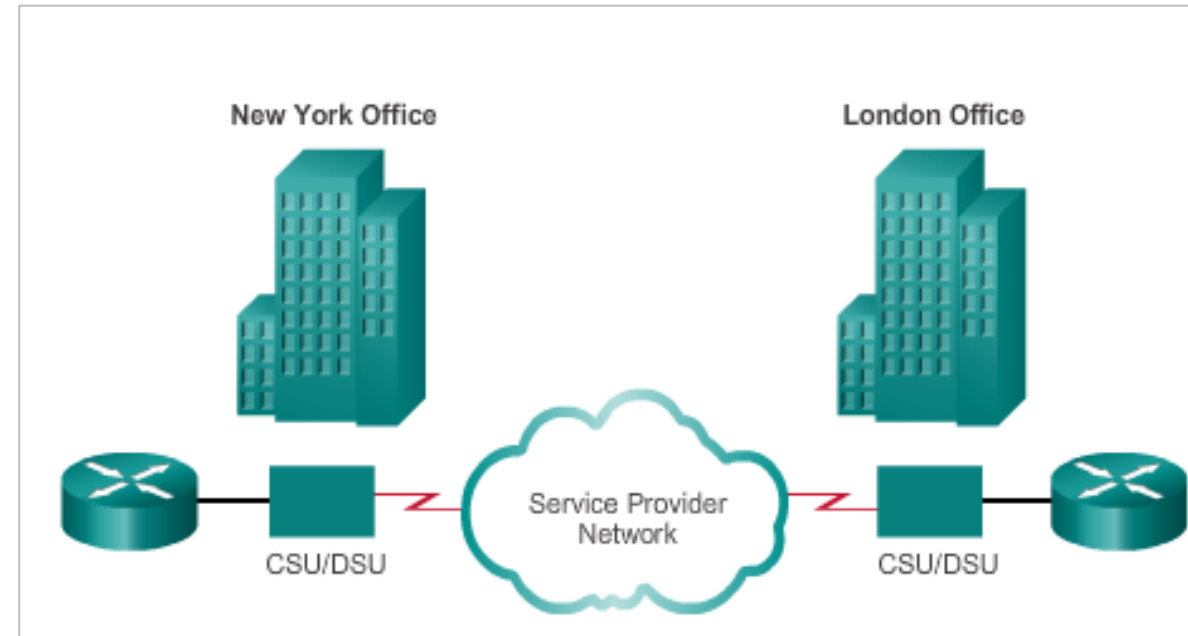 New York Office
London Office
Service Provider
Network
CSU/DSU
CSU/DSU